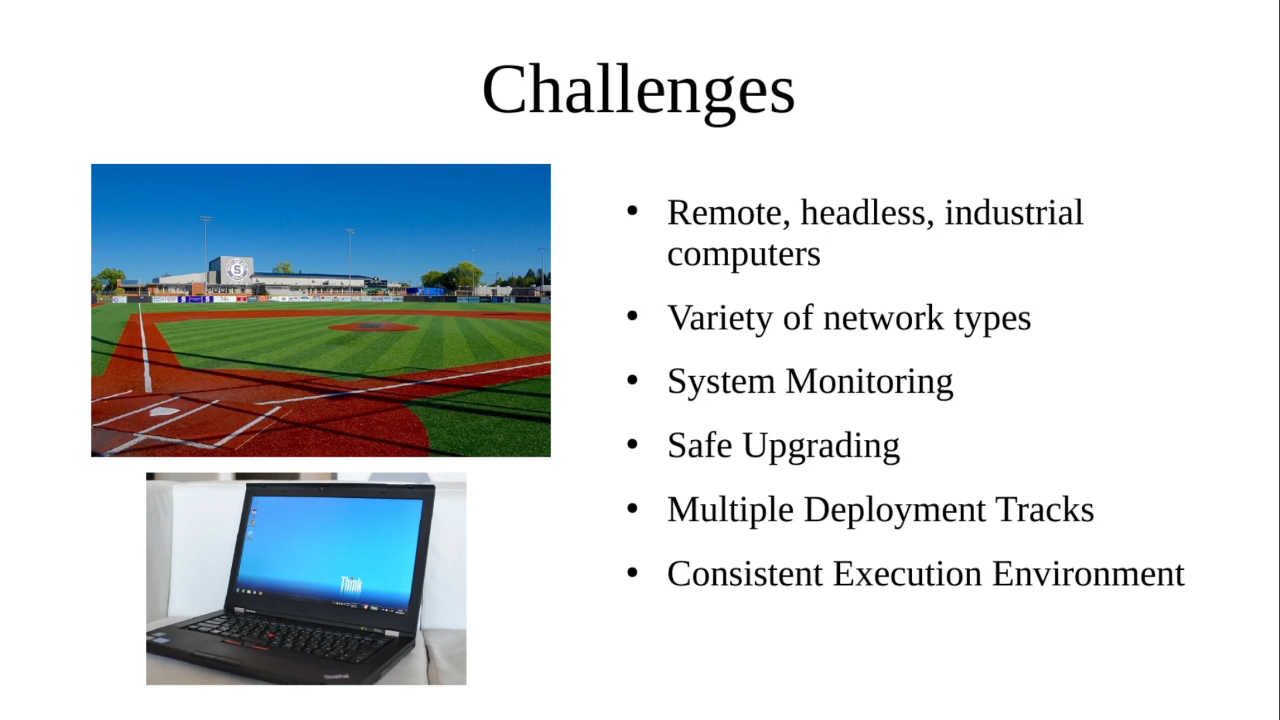 Challenges
S
Think
• Remote, headless, industrial
computers
• Variety of network types
• System Monitoring
• Safe Upgrading
• Multiple Deployment Tracks
• Consistent Execution Environment